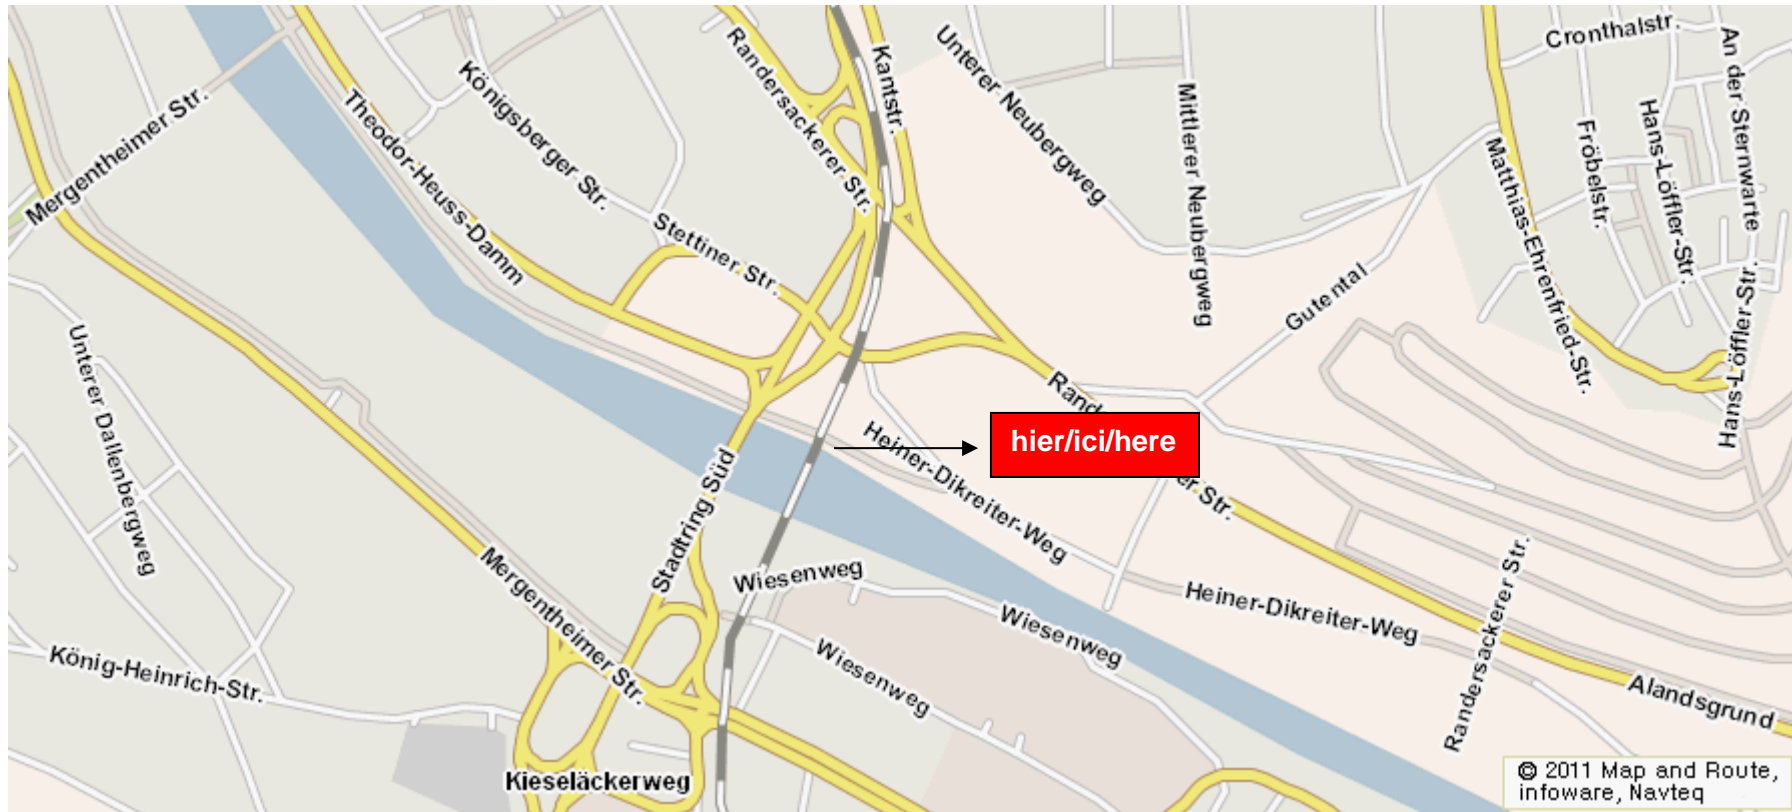 Cronthalstr.
An der Sternwarte
Kantstr.
Randersackerer Str.
Unterer Neubergweg
Mittlerer Neubergweg
Königsberger Str.
Theodor-Heuss-Damm
Mergentheimer Str.
Fröbelstr.
Hans-Löffler-Str.
Matthias-Ehrenfried-Str.
Stettiner Str.
Gutental
Hans-Löffler-Str.
Unterer Dallenbergweg
hier/ici/here
Heiner-Dikreiter-Weg
Stadtring Süd
Wiesenweg
Mergentheimer Str.
Heiner-Dikreiter-Weg
Randersackerer Str.
Wiesenweg
Wiesenweg
König-Heinrich-Str.
Alandsgrund
Kieseläckerweg
© 2011 Map and Route,
infoware, Navteq